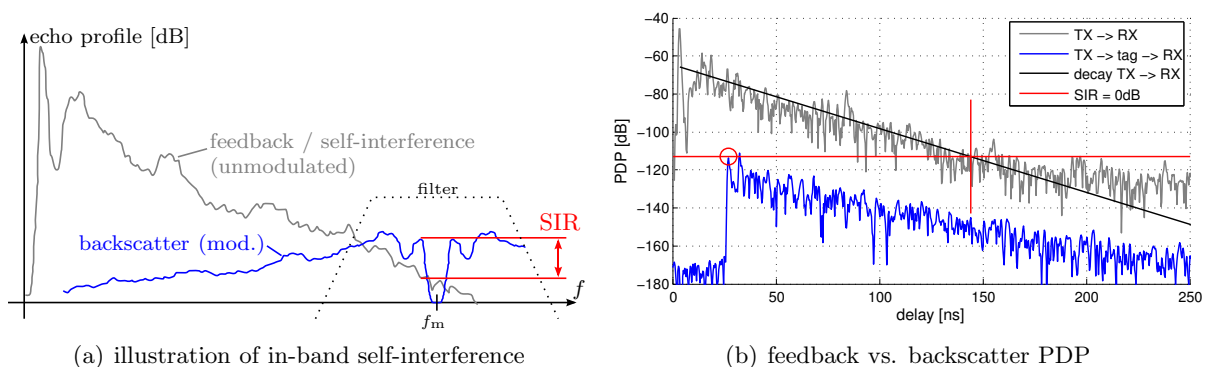 echo profile [dB]
feedback / self-interference
(unmodulated)
filter
SIR
backscatter (mod.)
f
fm
(a) illustration of in-band self-interference
−40
−60
−80
−100
−120
−140
−160
−180
PDP [dB]
TX −> RX
TX −> tag −> RX
decay TX −> RX
SIR = 0dB
0
50
100
150
200
250
delay [ns]
(b) feedback vs. backscatter PDP